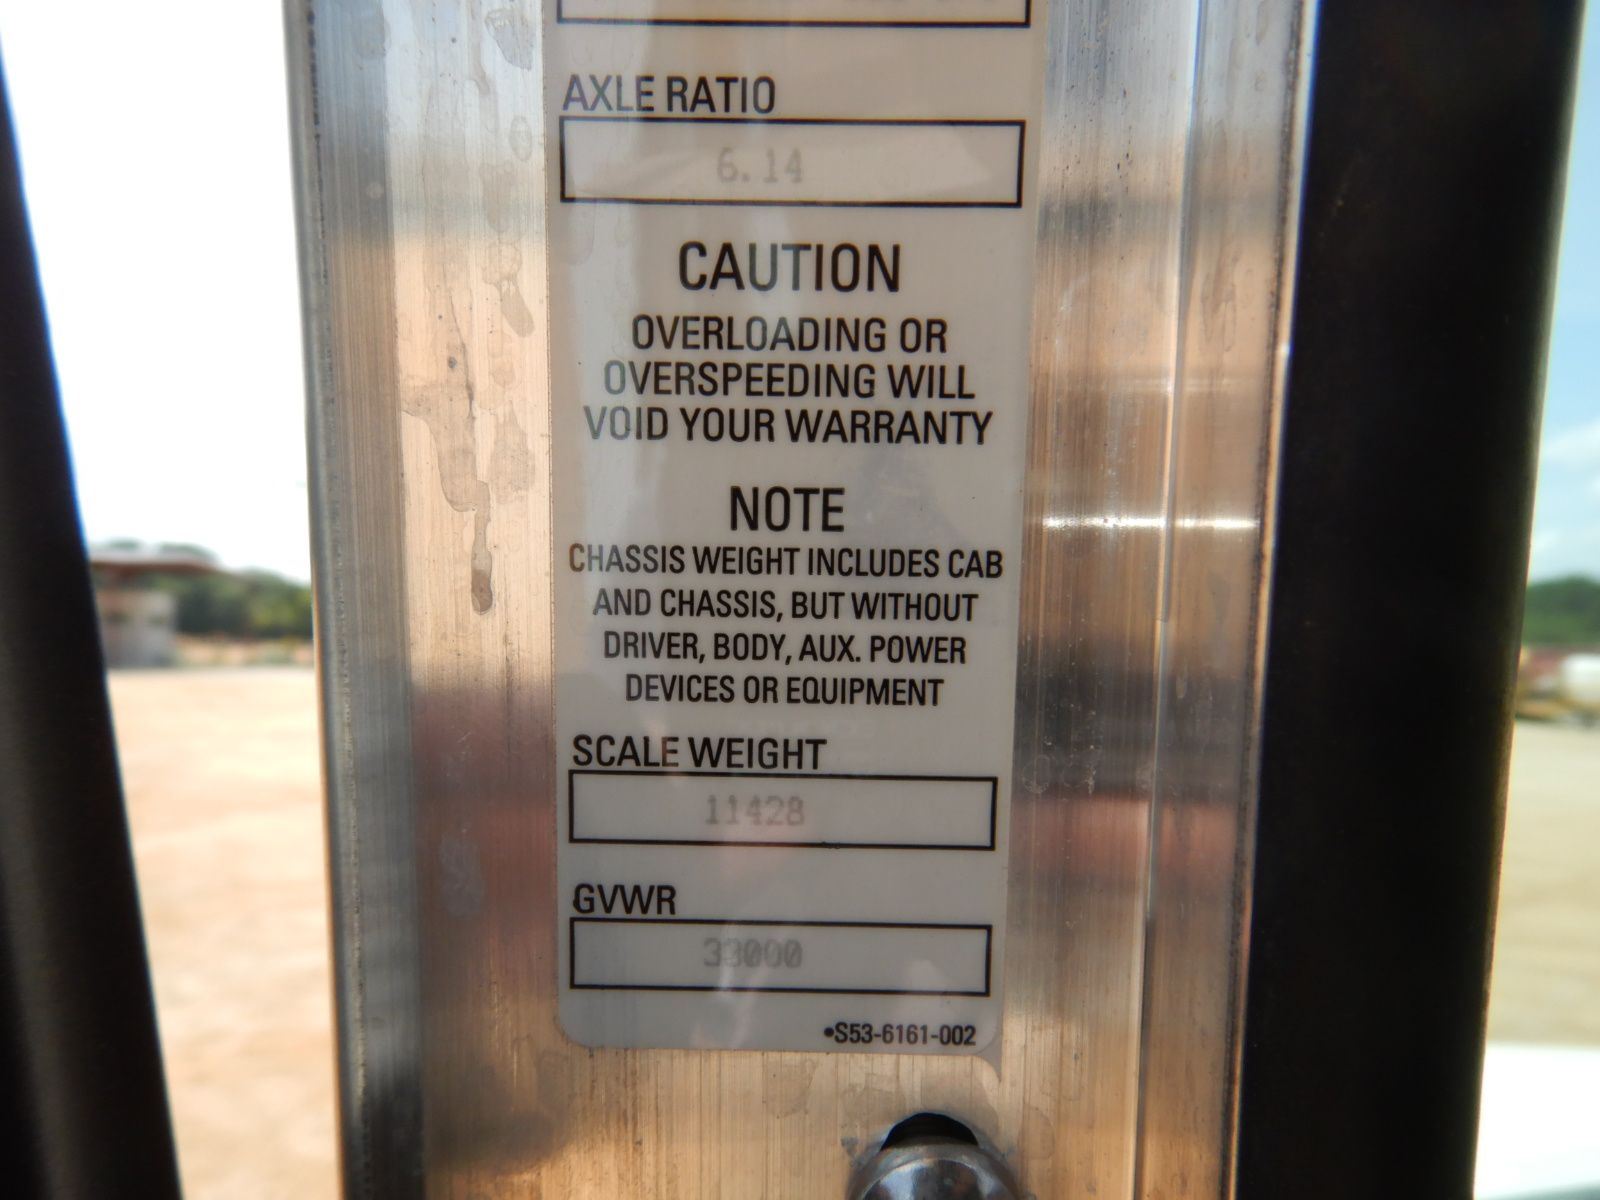 AXLE RATIO
6.14
CAUTION
OVERLOADING OR
OVERSPEEDING WILL
VOID YOUR WARRANTY
NOTE
CHASSIS WEIGHT INCLUDES CAB
AND CHASSIS, BUT WITHOUT
DRIVER, BODY, AUX. POWER
DEVICES OR EQUIPMENT
SCALE WEIGHT
11428
GVWR
33000
•S53-6161-002